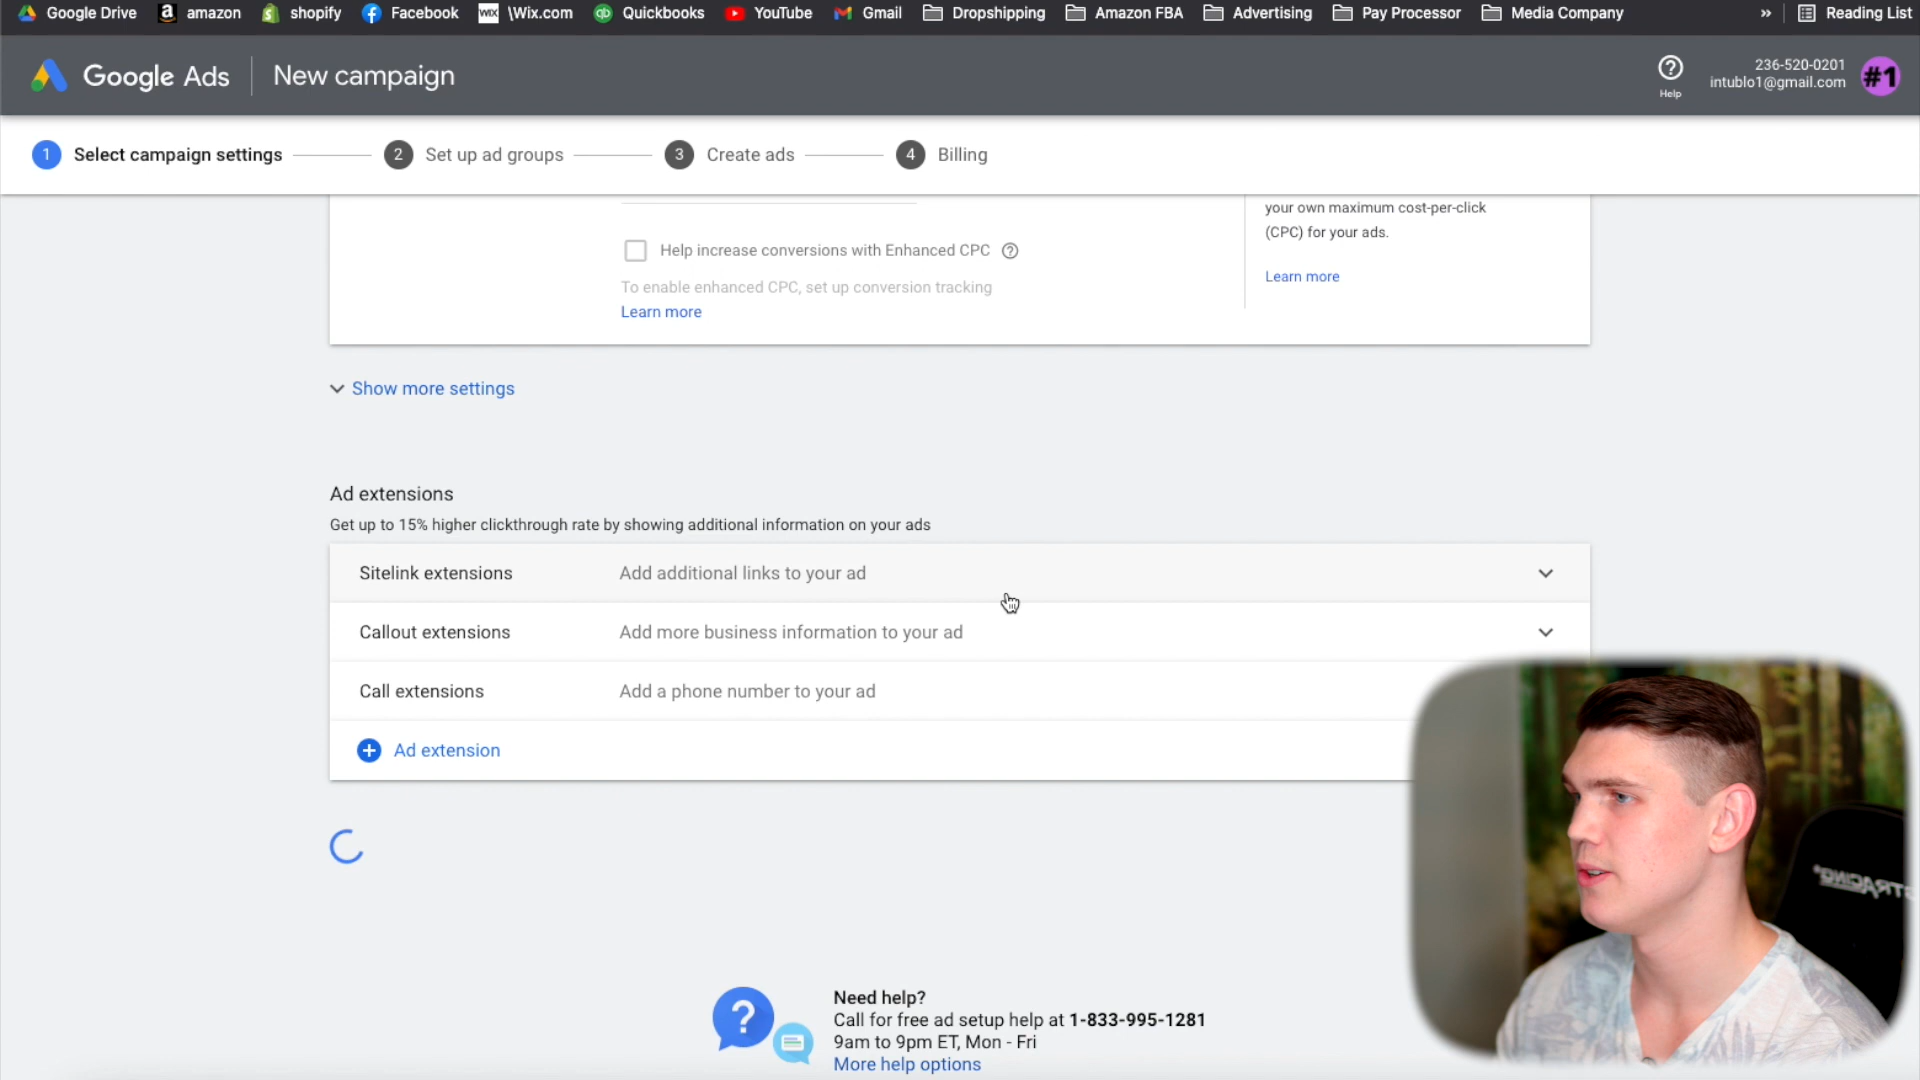 Google Drive amazon shopify Facebook \Wix.com Quickbooks YouTube Gmail Dropshipping Amazon FBA Advertising Pay Processor Media Company » Reading List
Google Ads New campaign
Help
236-520-0201
intublo1@gmail.com
#1
1 Select campaign settings 2 Set up ad groups 3 Create ads 4 Billing
your own maximum cost-per-click
(CPC) for your ads.
Learn more
Help increase conversions with Enhanced CPC
To enable enhanced CPC, set up conversion tracking
Learn more
Show more settings
Ad extensions
Get up to 15% higher clickthrough rate by showing additional information on your ads
Sitelink extensions Add additional links to your ad
Callout extensions Add more business information to your ad
Call extensions Add a phone number to your ad
Ad extension
Need help?
Call for free ad setup help at 1-833-995-1281
9am to 9pm ET, Mon - Fri
More help options